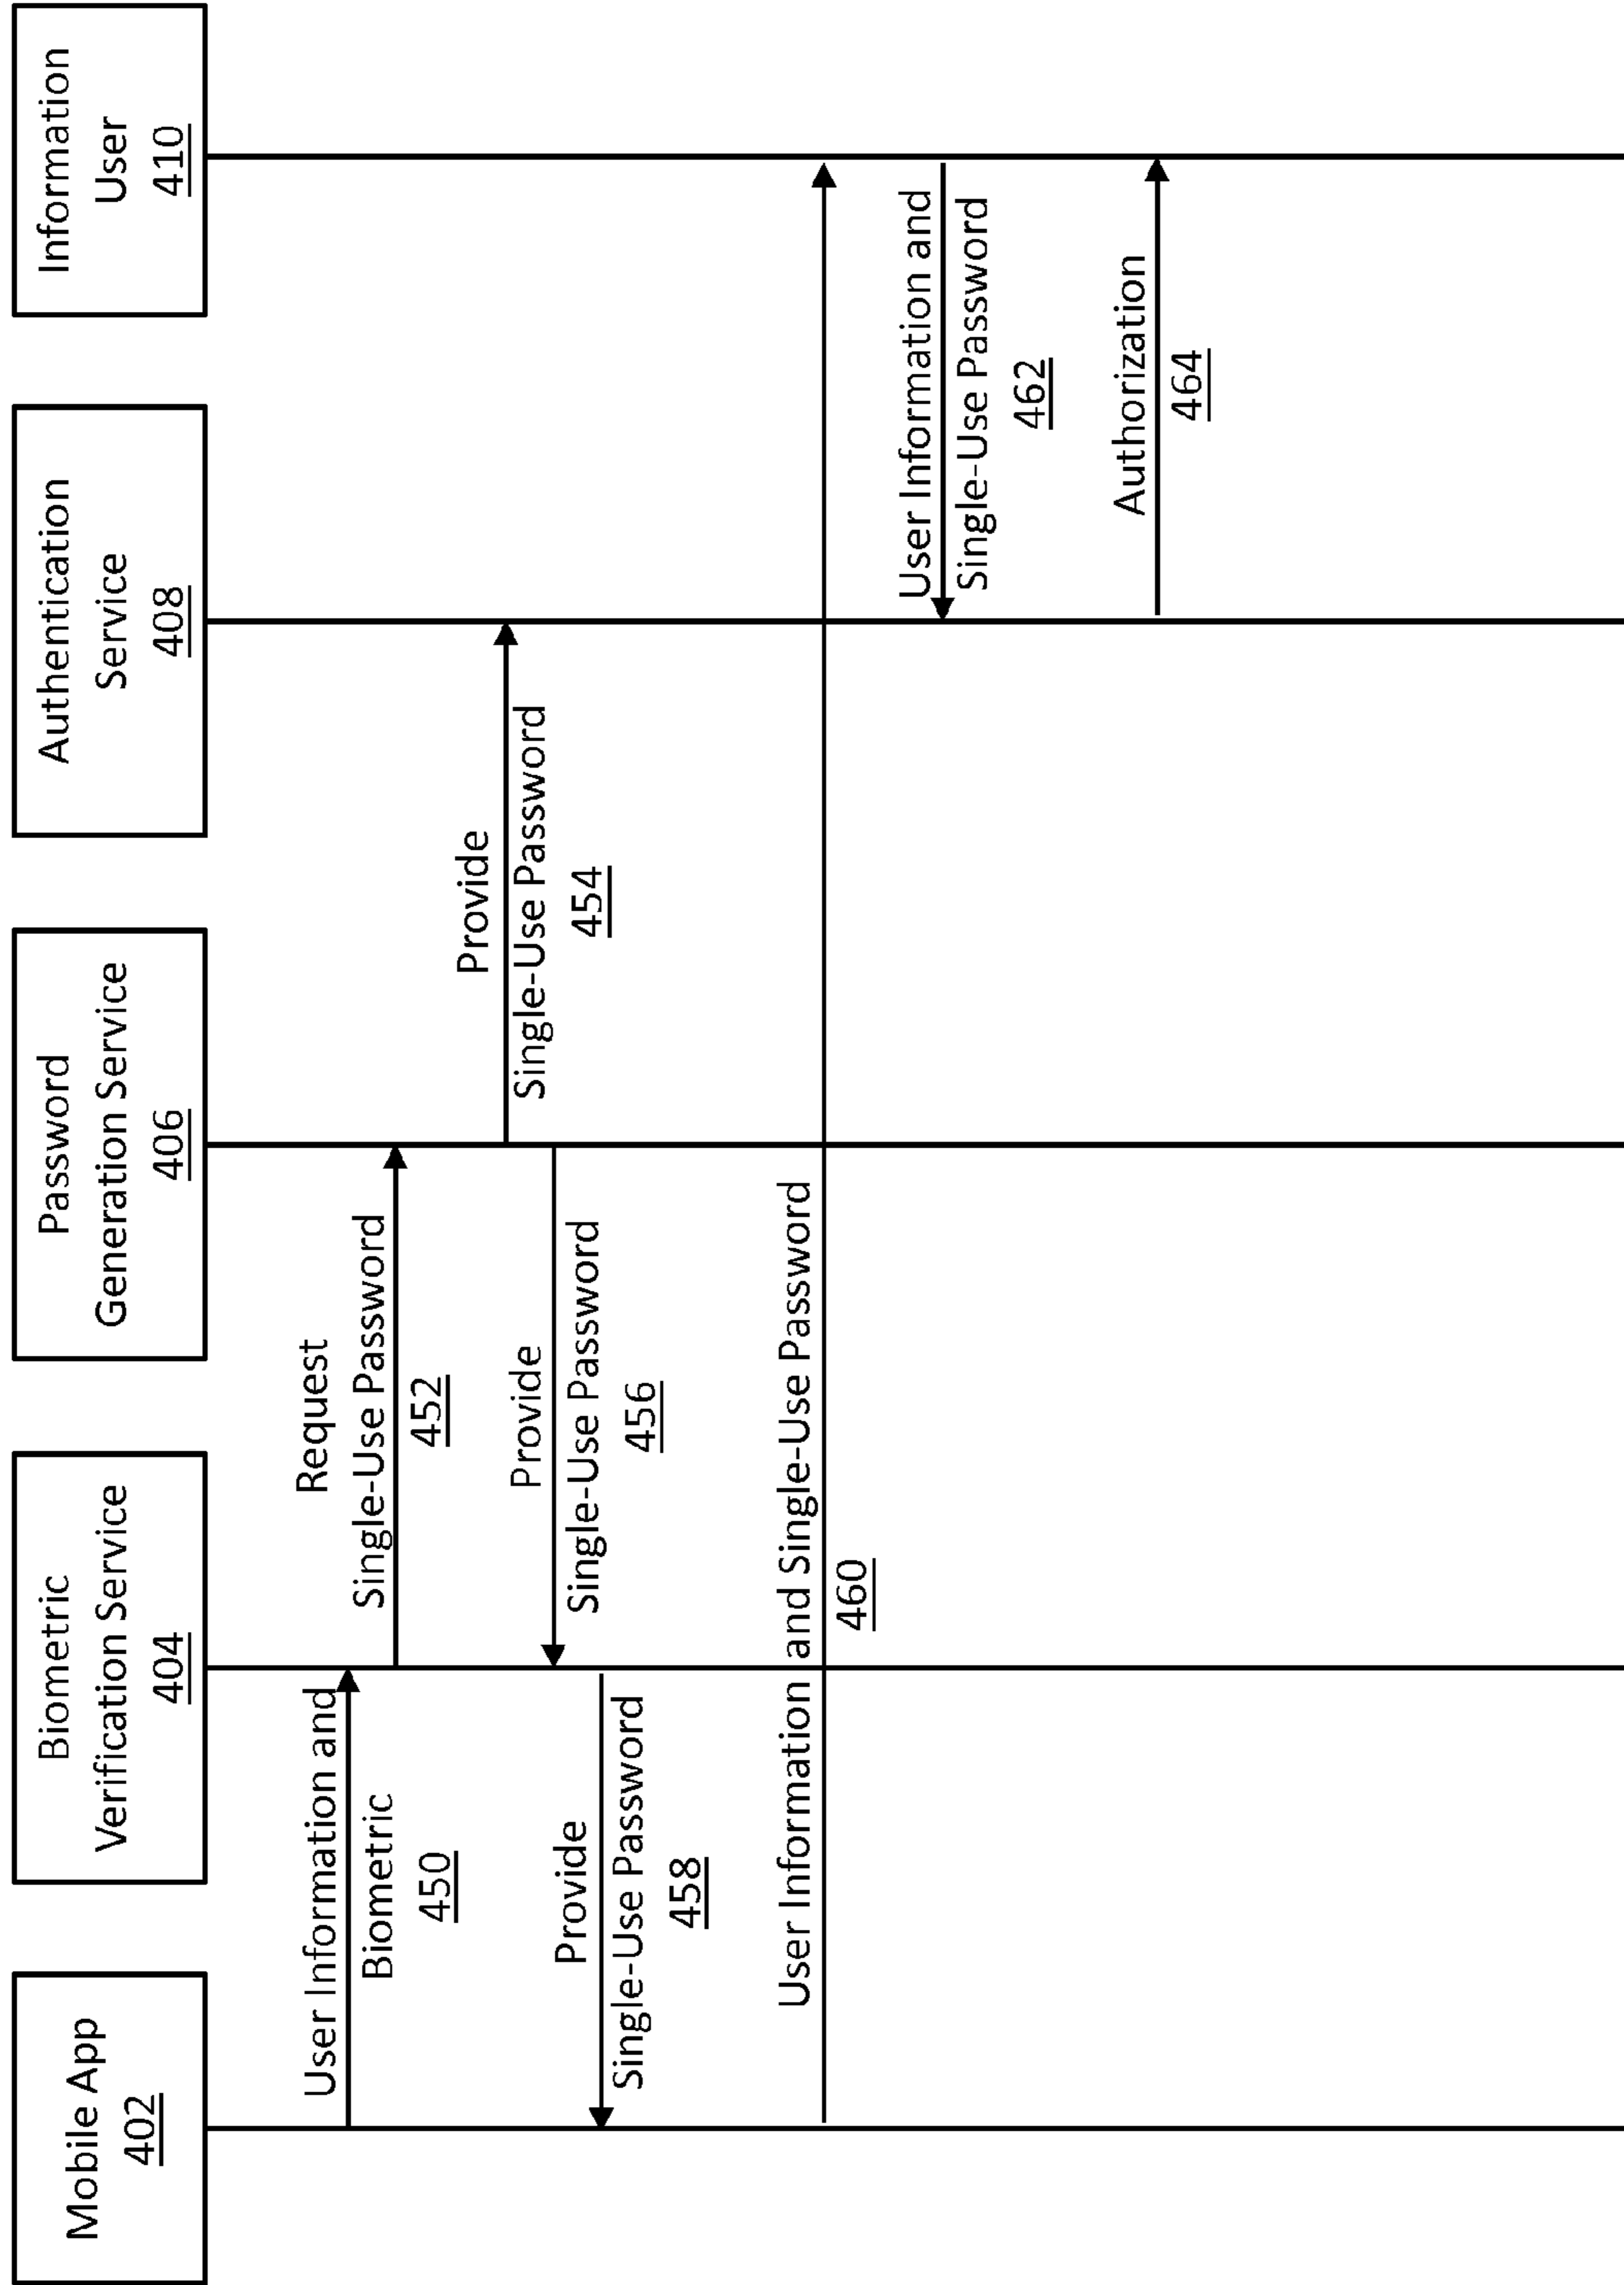 Mobile App
402
Biometric
Verification Service
404
Password
Generation Service
406
Authentication
Service
408
Information
User
410
User Information and
Biometric
450
Request
Single-Use Password
452
Provide
Single-Use Password
454
Provide
Single-Use Password
456
Provide
Single-Use Password
458
User Information and Single-Use Password
460
User Information and
Single-Use Password
462
Authorization
464